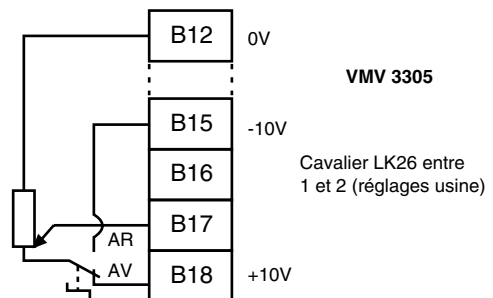 B12 0V
VMV 3305
B15 -10V
Cavalier LK26 entre
B16
1 et 2 (réglages usine)
B17
AR
AV
B18 +10V